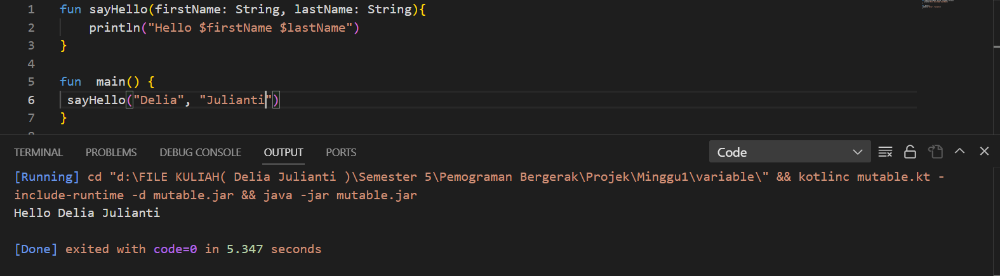 1 fun sayHello(firstName: String, lastName: String){
2 println("Hello $firstName $lastName")
3 }
4
5 fun  main() {
6 sayHello("Delia", "Julianti")
7 }
TERMINAL PROBLEMS DEBUG CONSOLE OUTPUT PORTS Code
[Running] cd "d:\FILE KULIAH( Delia Julianti )\Semester 5\Pemograman Bergerak\Projek\Minggu1\variable\" && kotlinc mutable.kt -
include-runtime -d mutable.jar && java -jar mutable.jar
Hello Delia Julianti
[Done] exited with code=0 in 5.347 seconds